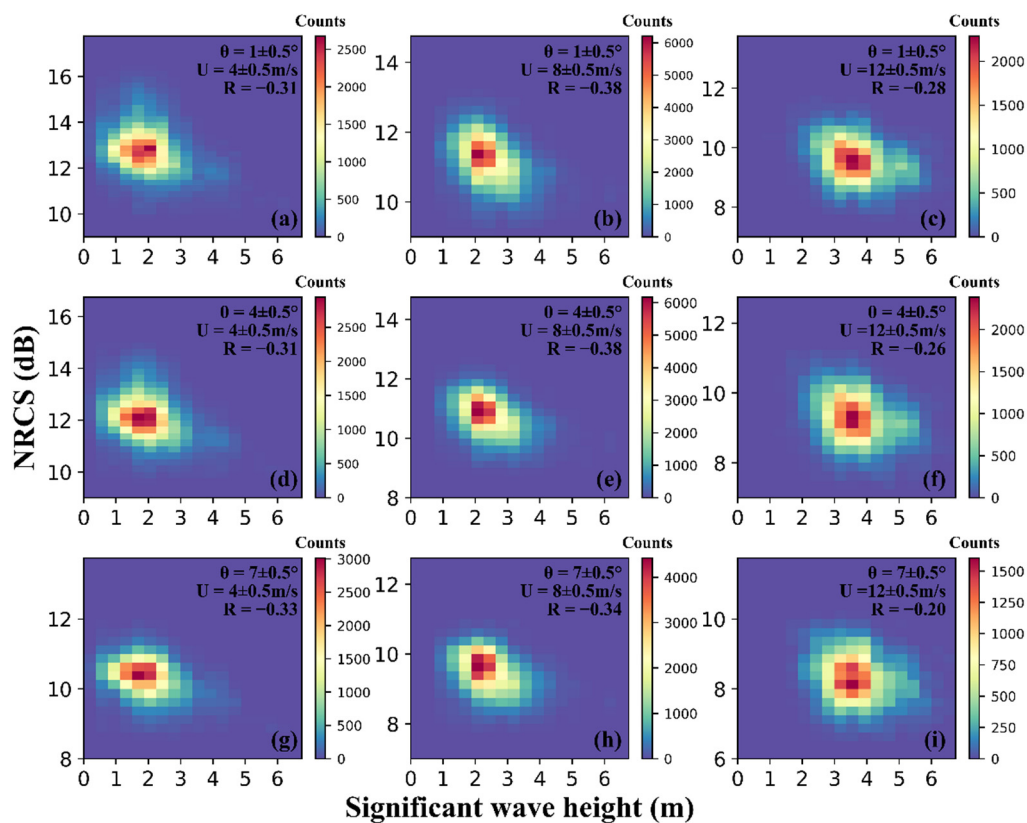 Counts
Counts
Counts
θ = 1±0.5°
U = 4±0.5m/s
R = −0.31
(a)
16
14
12
10
0 1 2 3 4 5 6
2500
2000
1500
1000
500
0
θ = 1±0.5°
U = 8±0.5m/s
R = −0.38
(b)
14
12
10
0 1 2 3 4 5 6
6000
5000
4000
3000
2000
1000
0
θ = 1±0.5°
U =12±0.5m/s
R = −0.28
(c)
12
10
8
0 1 2 3 4 5 6
2000
1500
1000
500
0
Counts
Counts
Counts
NRCS (dB)
θ = 4±0.5°
U = 4±0.5m/s
R = −0.31
(d)
16
14
12
10
0 1 2 3 4 5 6
2500
2000
1500
1000
500
0
θ = 4±0.5°
U = 8±0.5m/s
R = −0.38
(e)
14
12
10
8
0 1 2 3 4 5 6
6000
5000
4000
3000
2000
1000
0
θ = 4±0.5°
U =12±0.5m/s
R = −0.26
(f)
12
10
8
0 1 2 3 4 5 6
2000
1500
1000
500
0
Counts
Counts
Counts
θ = 7±0.5°
U = 4±0.5m/s
R = −0.33
(g)
12
10
8
0 1 2 3 4 5 6
3000
2500
2000
1500
1000
500
0
θ = 7±0.5°
U = 8±0.5m/s
R = −0.34
(h)
12
10
8
0 1 2 3 4 5 6
4000
3000
2000
1000
0
θ = 7±0.5°
U =12±0.5m/s
R = −0.20
(i)
12
10
8
6
0 1 2 3 4 5 6
1500
1250
1000
750
500
250
0
Significant wave height (m)